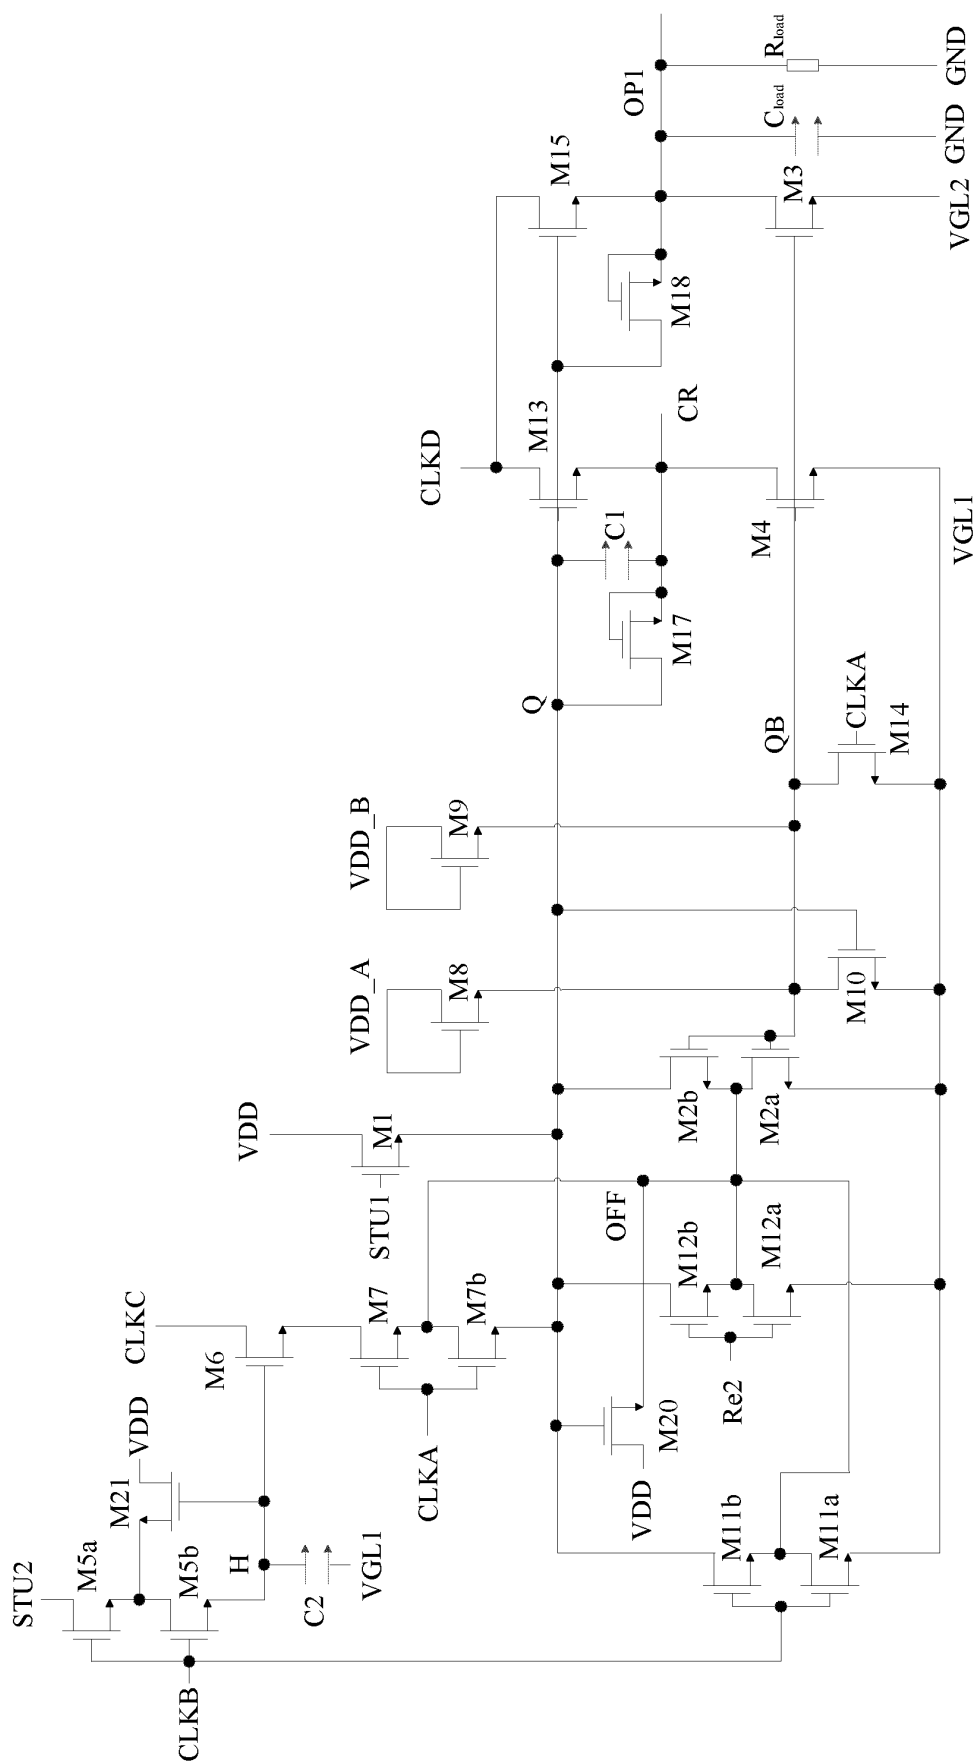 STU2
M5a
M21
VDD
CLKC
M5b
H
M6
CLKB
C2
VGL1
M7
M7b
CLKA
VDD
STU1
M1
VDD_A
M8
VDD_B
M9
CLKD
Q
M13
M15
C1
M17
M18
CR
OP1
OFF
M20
VDD
M12b
M12a
Re2
M2b
M2a
M11b
M11a
M10
QB
CLKA
M14
M4
M3
VGL1
VGL2
Cload
GND
Rload
GND